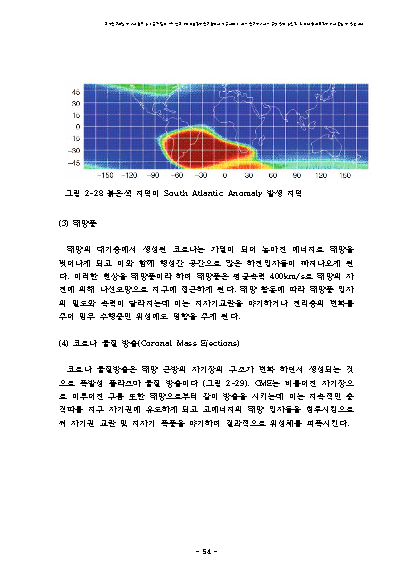 45
30
15
0
−15
−30
−45
−150 −120 −90 −60 −30 0 30 60 90 120 150
그림 2-28 붉은색 지역이 South Atlantic Anomaly 발생 지역
(3) 태양풍
태양의 대기층에서 생성된 코로나는 가열이 되어 높아진 에너지로 태양을
벗어나게 되고 이와 함께 행성간 공간으로 많은 하전입자들이 빠져나오게 된
다. 이러한 현상을 태양풍이라 하며 태양풍은 평균속력 400km/s로 태양의 자
전에 의해 나선모양으로 지구에 접근하게 된다. 태양 활동에 따라 태양풍 입자
의 밀도와 속력이 달라지는데 이는 지자기교란을 야기하거나 전리층의 변화를
주어 임무 수행중인 위성에도 영향을 주게 된다.
(4) 코로나 물질 방출(Coronal Mass Ejections)
코로나 물질방출은 태양 근방의 자기장의 구조가 변화 하면서 생성되는 것
으로 폭발성 플라즈마 물질 방출이다 (그림 2-29). CME는 비틀어진 자기장으
로 이루어진 구름 또한 태양으로부터 같이 방출을 시키는데 이는 지속적인 충
격파를 지구 자기권에 유도하게 되고 고에너지의 태양 입자들을 침투시킴으로
써 자기권 교란 및 지자기 폭풍을 야기하여 결과적으로 위성체를 피폭시킨다.
- 54 -